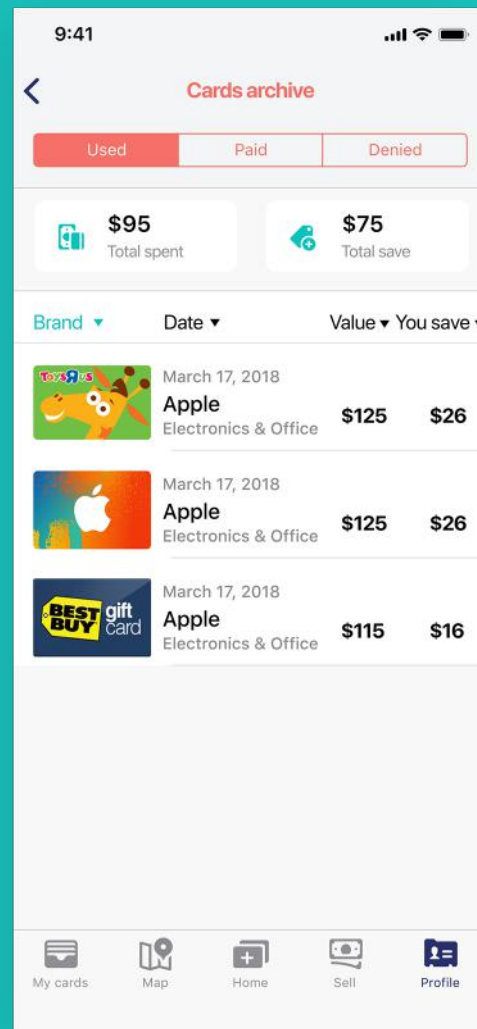 9:41
Cards archive
Used Paid Denied
$95
Total spent
$75
Total save
Brand Date Value You save
TOYSЯUS
March 17, 2018
Apple
Electronics & Office
$125 $26
March 17, 2018
Apple
Electronics & Office
$125 $26
BEST BUY
gift card
March 17, 2018
Apple
Electronics & Office
$115 $16
My cards Map Home Sell Profile